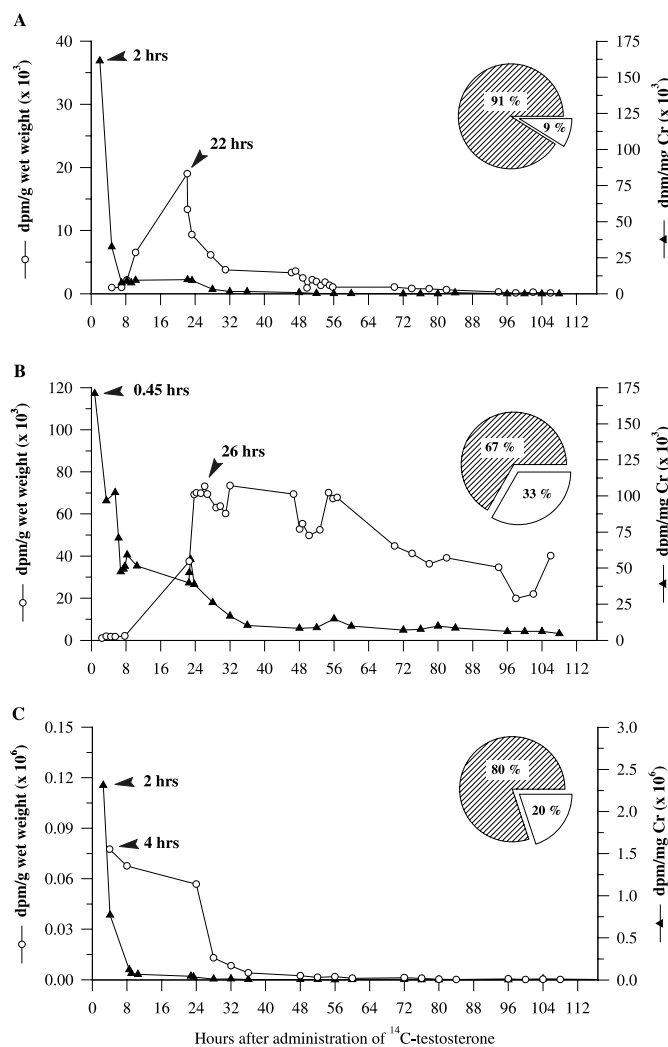 A
40
30
20
10
0
dpm/g wet weight (x 10³)
2 hrs
22 hrs
91 %
9 %
175
150
125
100
75
50
25
0
dpm/mg Cr (x 10³)
0 8 16 24 32 40 48 56 64 72 80 88 96 104 112
B
120
100
80
60
40
20
0
dpm/g wet weight (x 10³)
0.45 hrs
26 hrs
67 %
33 %
175
150
125
100
75
50
25
0
dpm/mg Cr (x 10³)
0 8 16 24 32 40 48 56 64 72 80 88 96 104 112
C
0.15
0.12
0.09
0.06
0.03
0.00
dpm/g wet weight (x 10⁶)
2 hrs
4 hrs
80 %
20 %
3.0
2.5
2.0
1.5
1.0
0.5
0.0
dpm/mg Cr (x 10⁶)
0 8 16 24 32 40 48 56 64 72 80 88 96 104 112
Hours after administration of ¹⁴C-testosterone